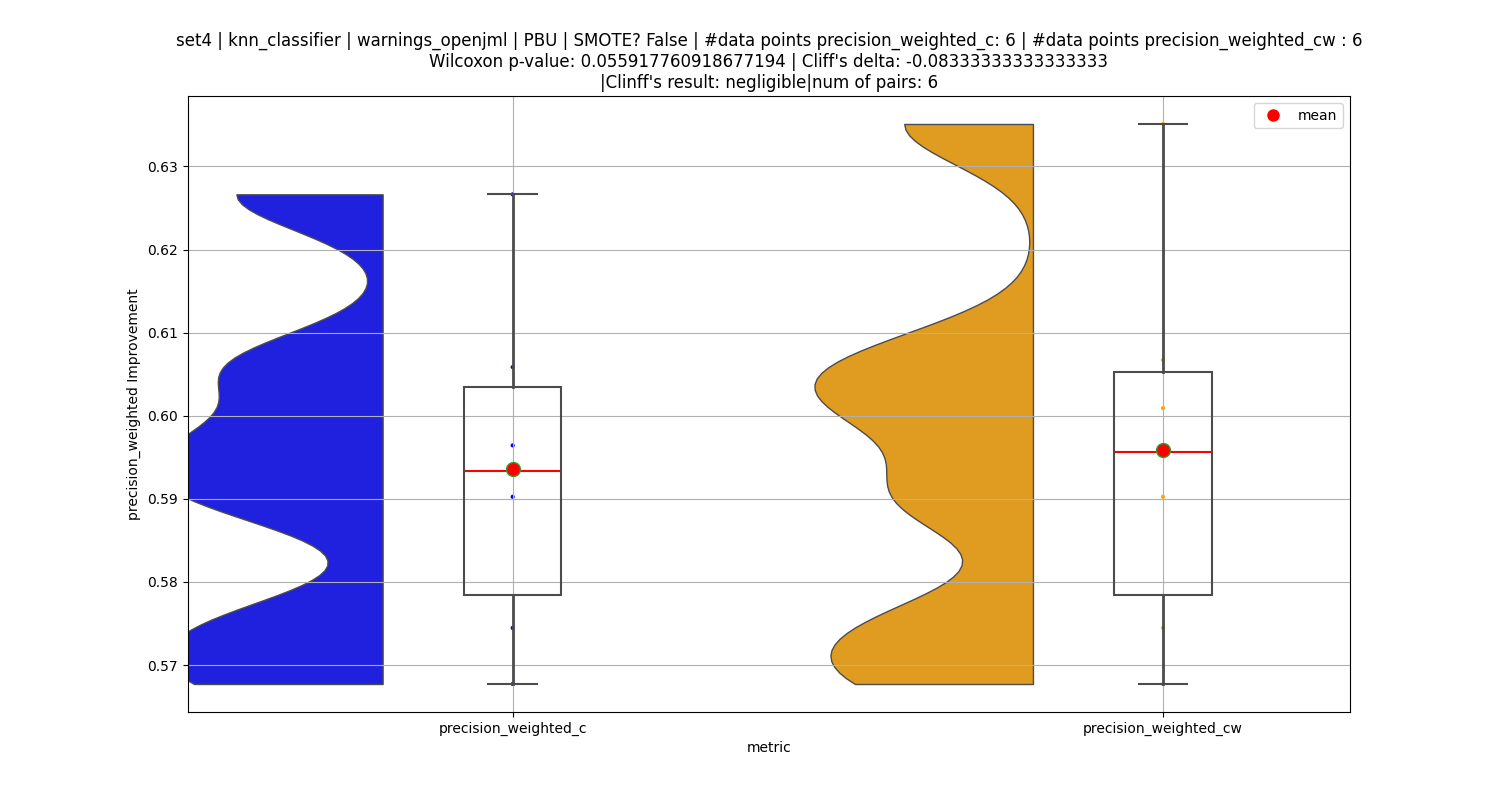 set4 | knn_classifier | warnings_openjml | PBU | SMOTE? False | #data points precision_weighted_c: 6 | #data points precision_weighted_cw : 6
Wilcoxon p-value: 0.055917760918677194 | Cliff's delta: -0.08333333333333333
|Clinff's result: negligible|num of pairs: 6
mean
0.63
0.62
0.61
0.60
0.59
0.58
0.57
precision_weighted Improvement
precision_weighted_c
precision_weighted_cw
metric